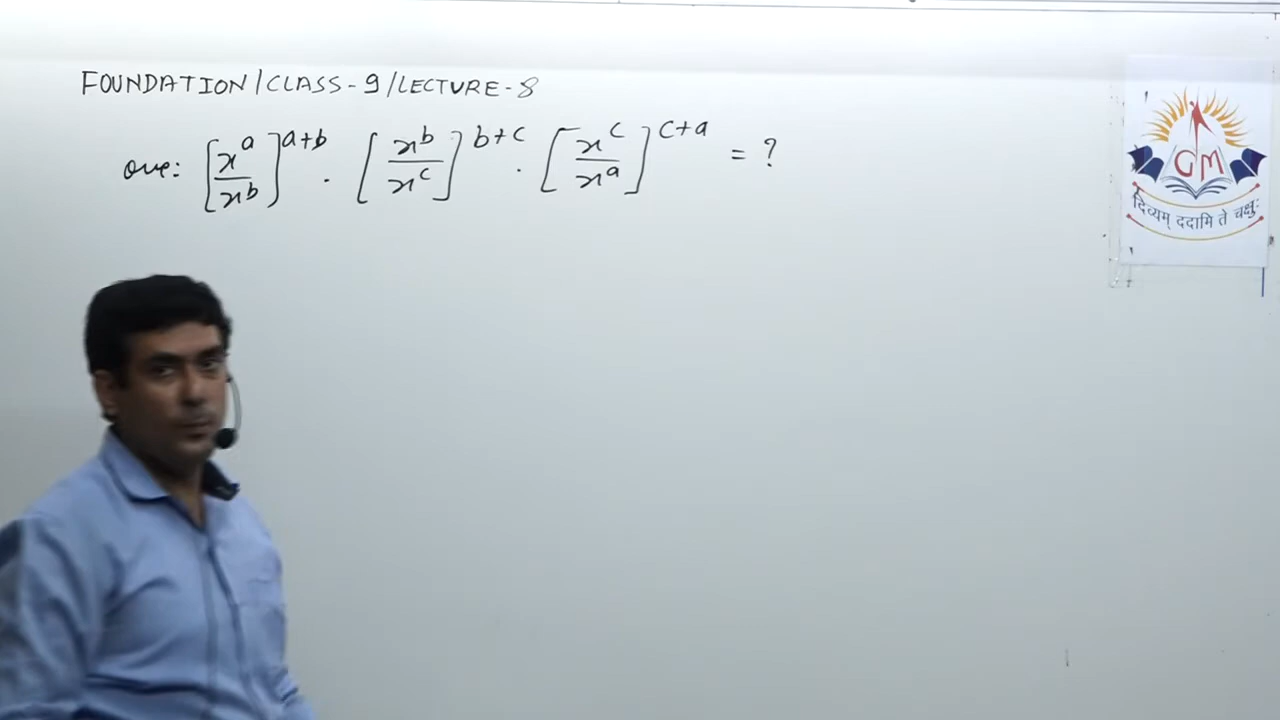 FOUNDATION/CLASS-9/LECTURE-8
Que: [x^a/x^b]^(a+b) . [x^b/x^c]^(b+c) . [x^c/x^a]^(c+a) = ?
GM
दिव्यम् ददामि ते चक्षुः